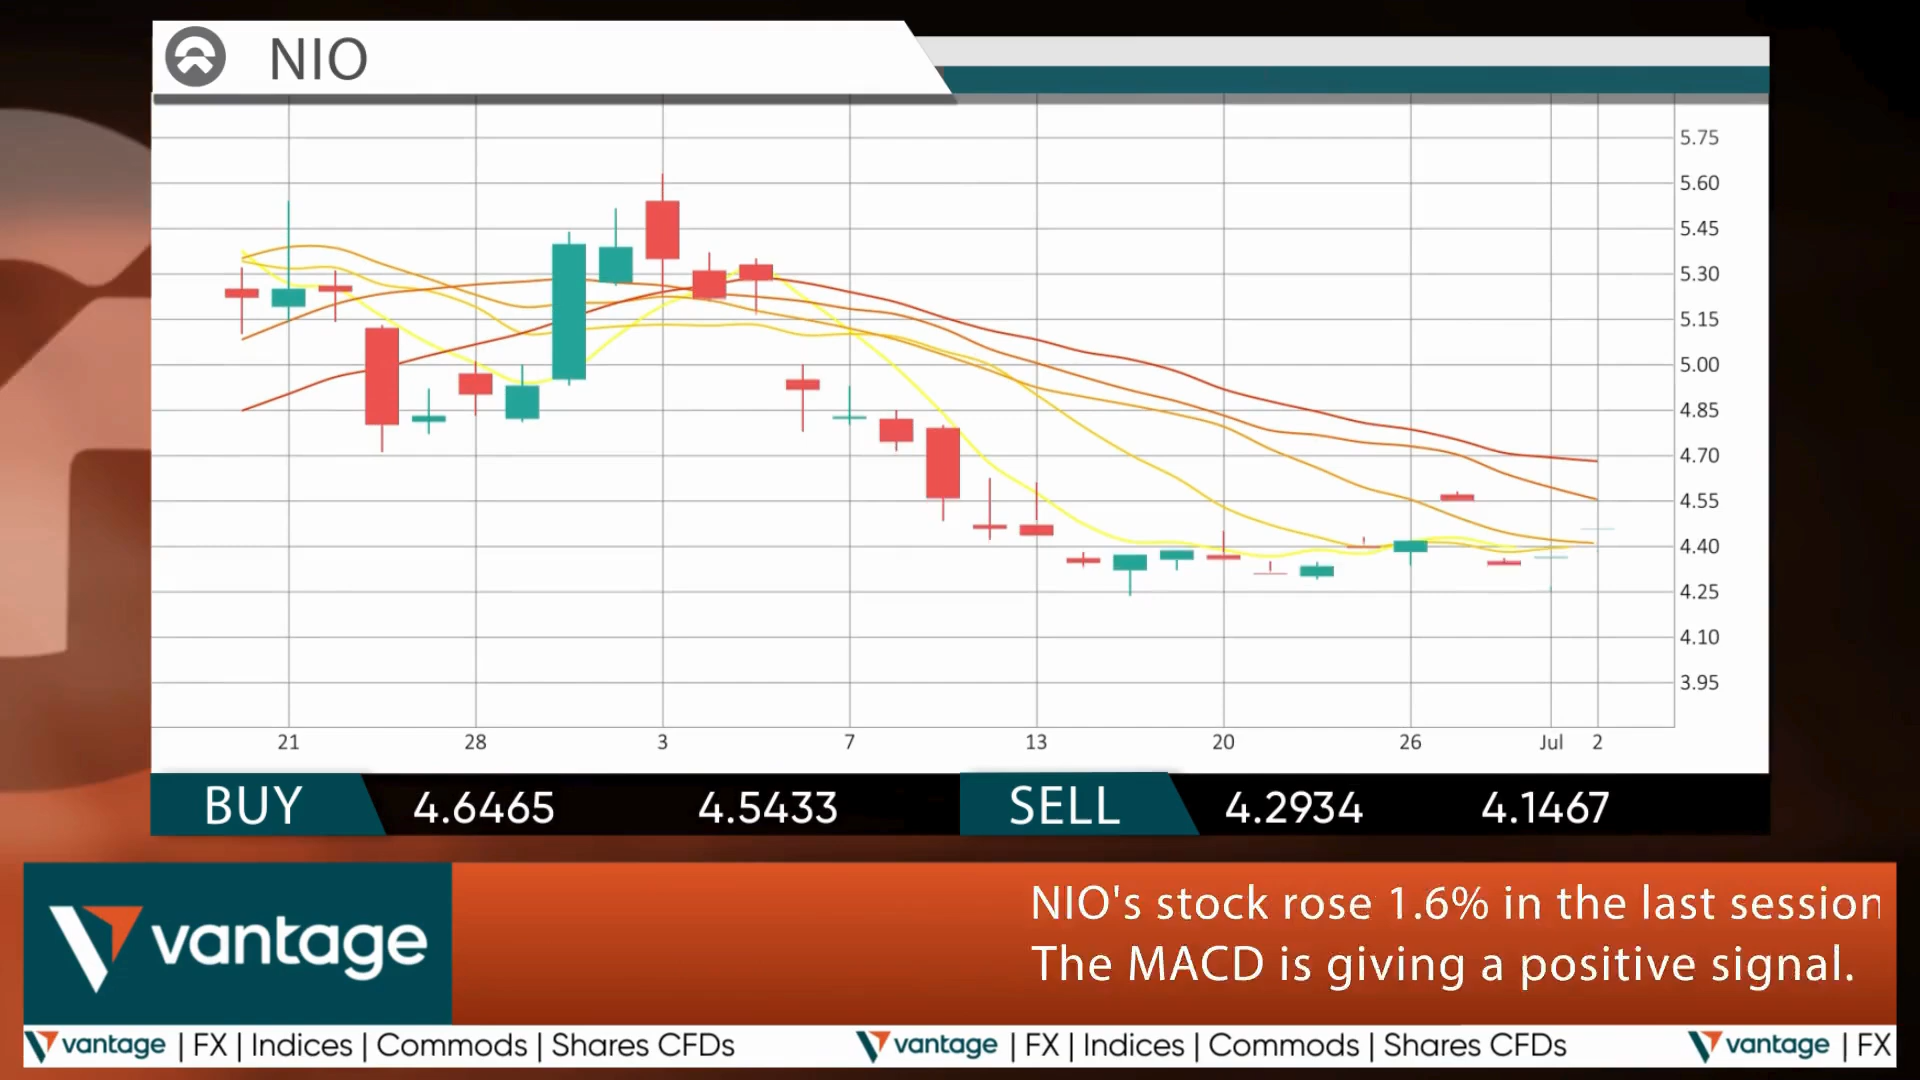 NIO
5.75
5.60
5.45
5.30
5.15
5.00
4.85
4.70
4.55
4.40
4.25
4.10
3.95
21 28 3 7 13 20 26 Jul 2
BUY 4.6465 4.5433 SELL 4.2934 4.1467
vantage
NIO's stock rose 1.6% in the last session
The MACD is giving a positive signal.
vantage | FX | Indices | Commods | Shares CFDs vantage | FX | Indices | Commods | Shares CFDs vantage | FX